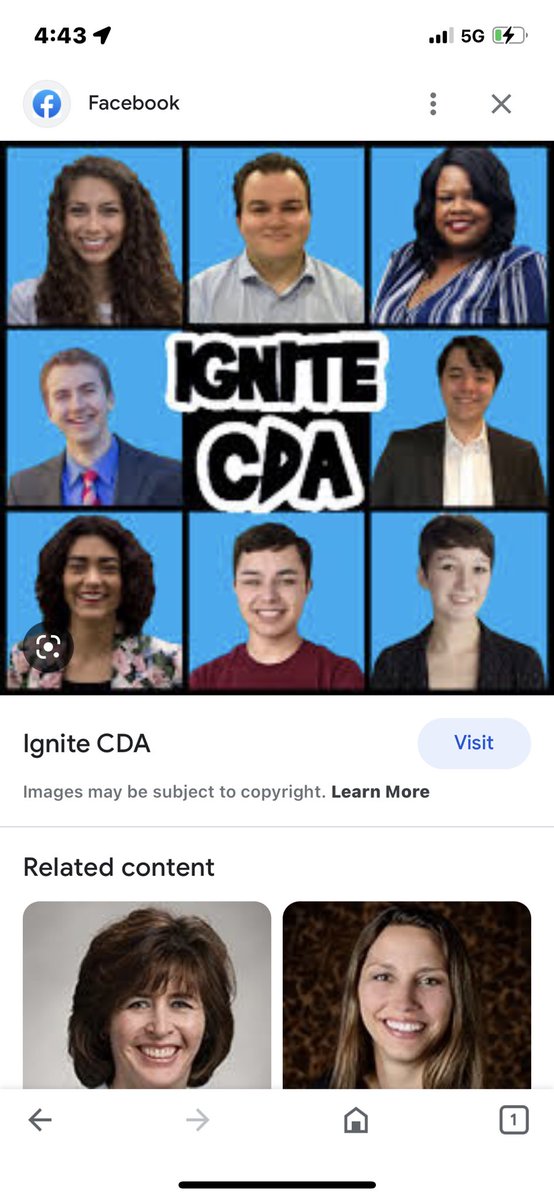 4:43
5G
Facebook
IGNITE
CDA
Ignite CDA
Visit
Images may be subject to copyright. Learn More
Related content
1